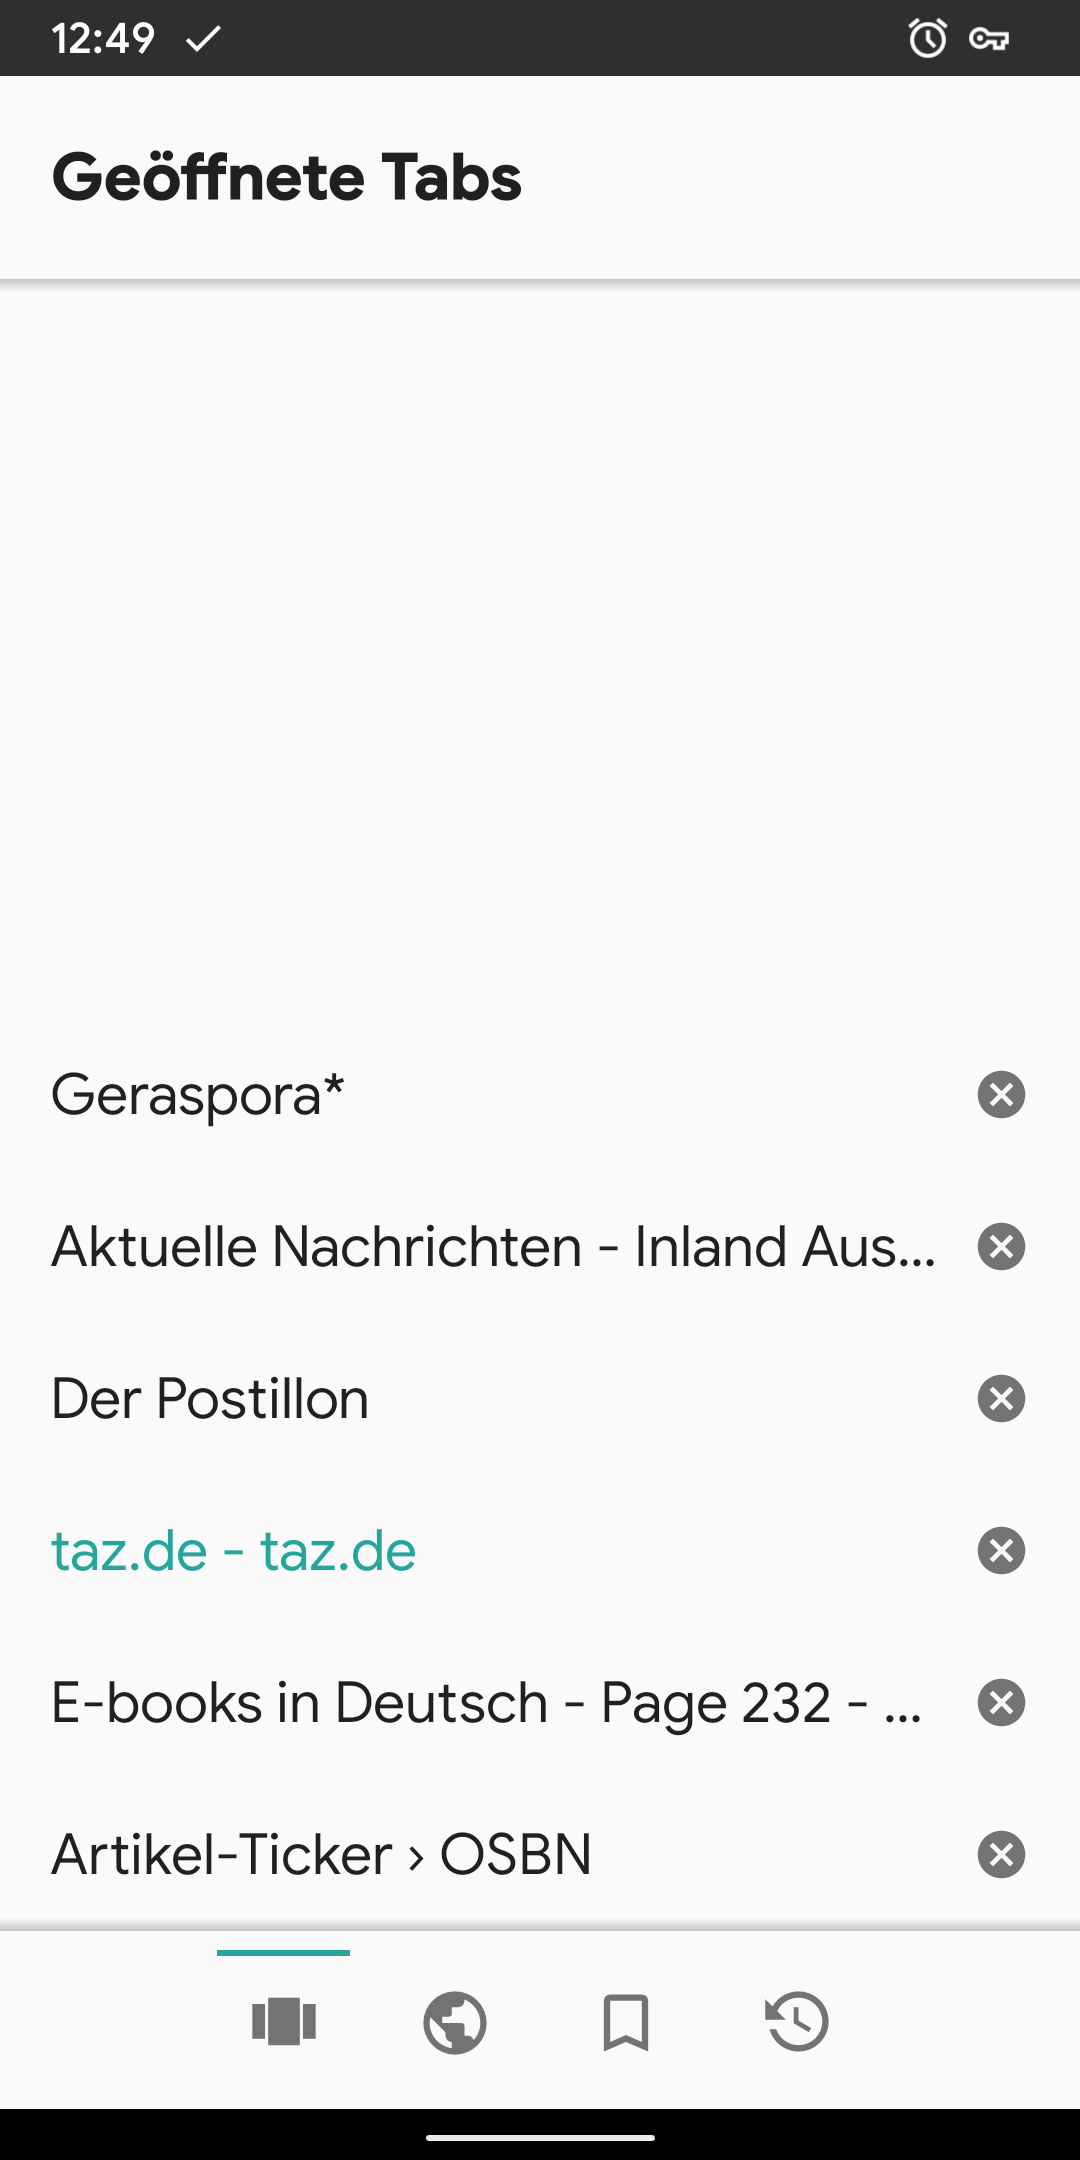 12:49
Geöffnete Tabs
Geraspora*
Aktuelle Nachrichten - Inland Aus...
Der Postillon
taz.de - taz.de
E-books in Deutsch - Page 232 - ...
Artikel-Ticker › OSBN